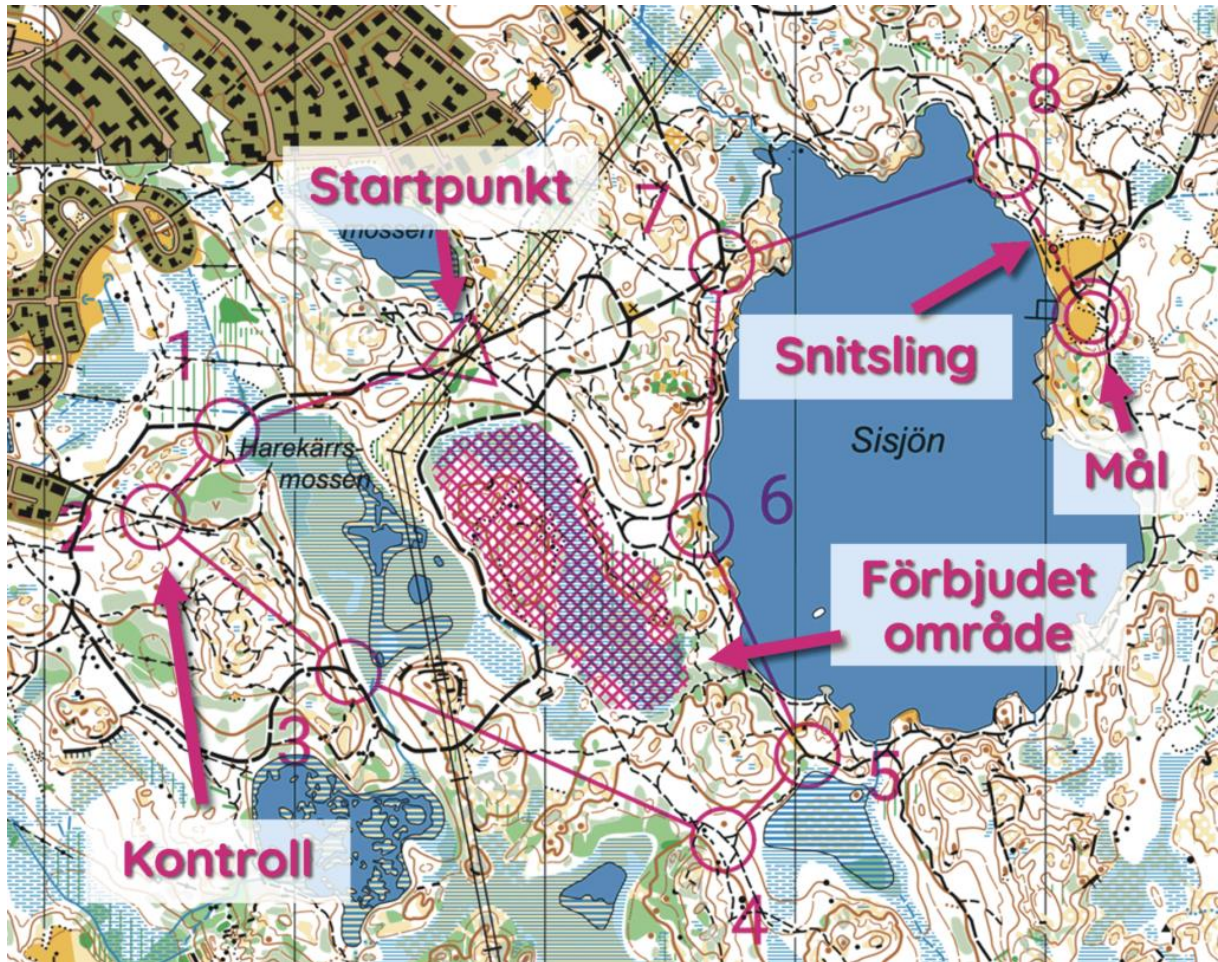 8
Startpunkt
mossen
7
Snitsling
1
Sisjön
Harekärrs-
mossen
Mål
6
2
Förbjudet
område
3
5
Kontroll
4